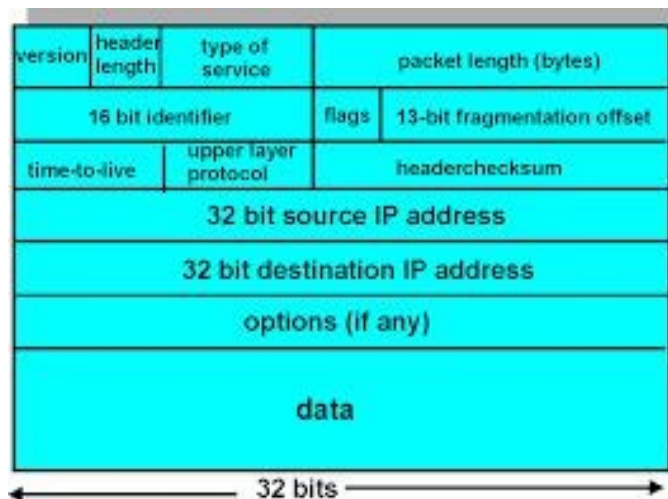 version
header
length
type of
service
packet length (bytes)
16 bit identifier
flags
13-bit fragmentation offset
time-to-live
upper layer
protocol
headerchecksum
32 bit source IP address
32 bit destination IP address
options (if any)
data
32 bits